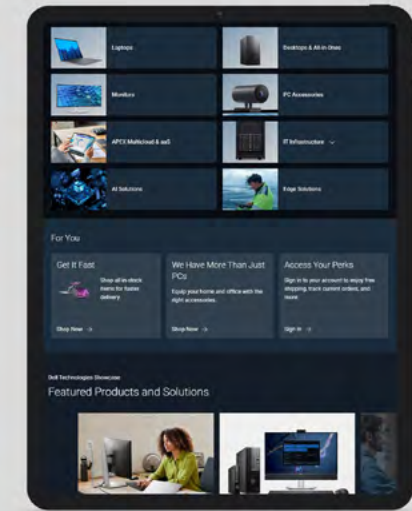 Laptops
Desktops & All-in-Ones
Monitors
PC Accessories
APEX Multicloud & aaS
IT Infrastructure
AI Solutions
Edge Solutions
For You
Get It Fast
Shop all in-stock
items for faster
delivery.
Shop Now
We Have More Than Just
PCs
Equip your home and office with the
right accessories.
Shop Now
Access Your Perks
Sign in to your account to enjoy free
shipping, track current orders, and
more.
Sign In
Dell Technologies Showcase
Featured Products and Solutions